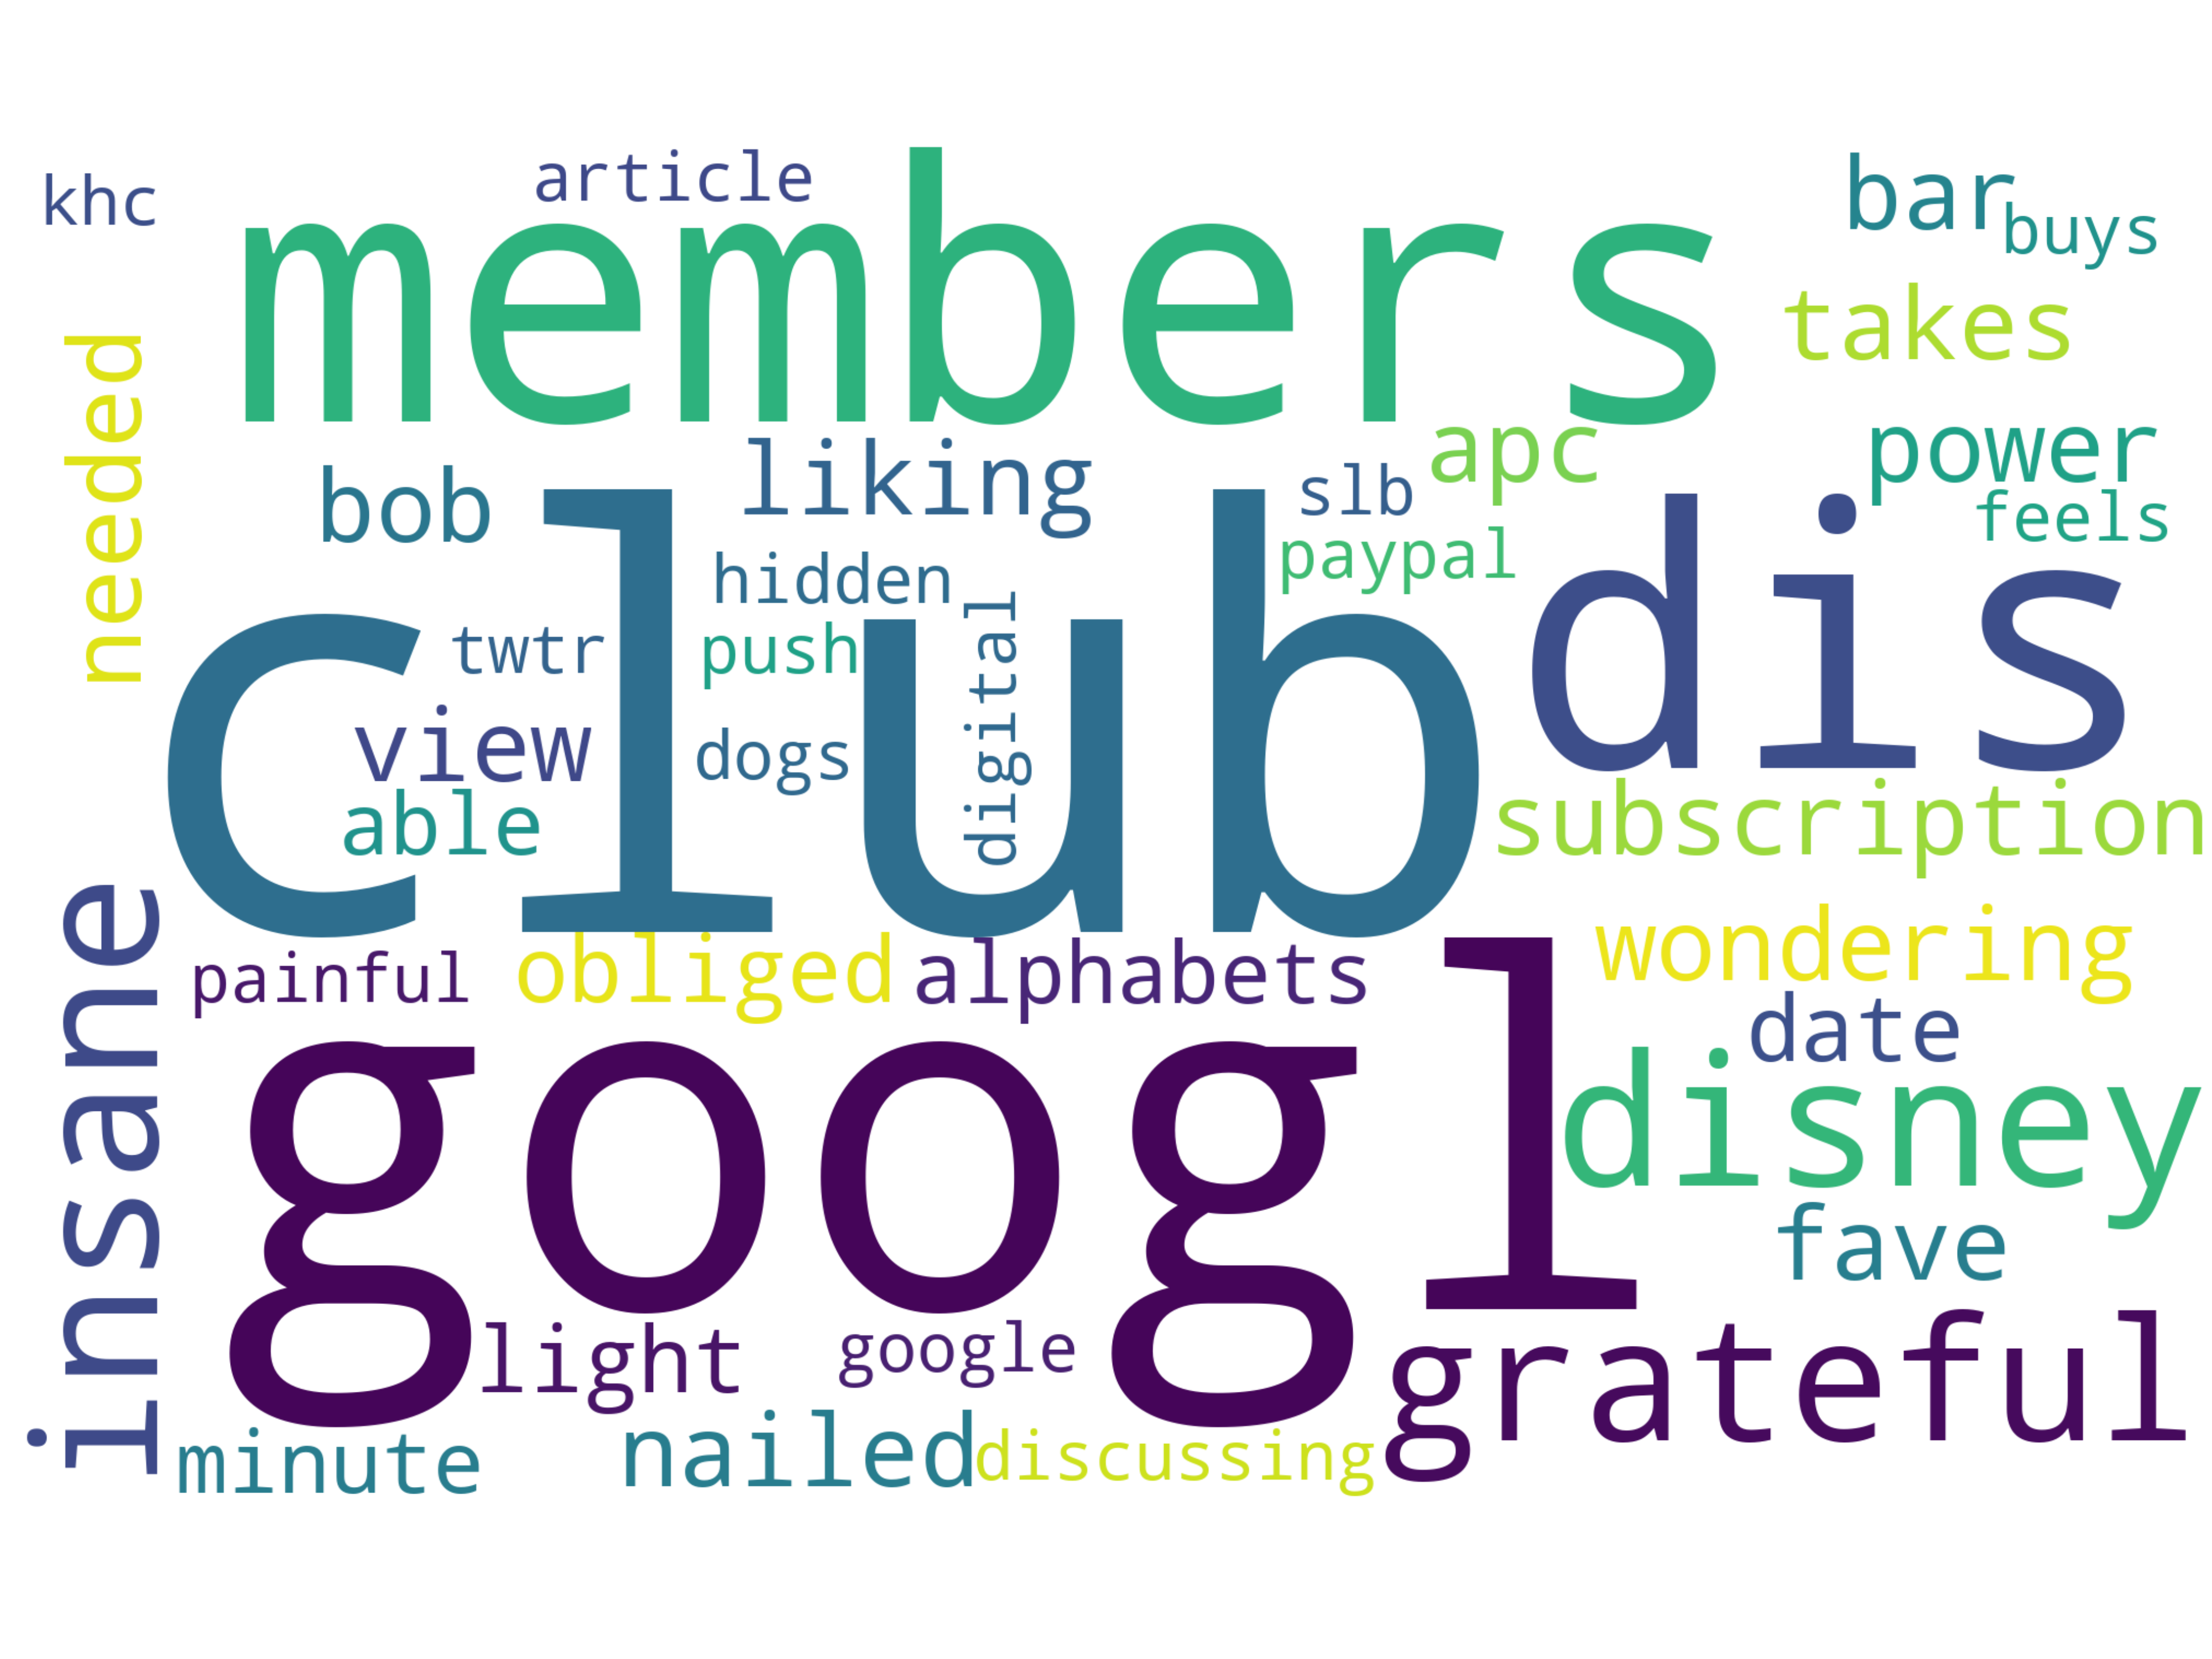 khc
article
members
bar
buys
takes
needed
bob
liking
slb
apc
power
feels
hidden
paypal
twtr
push
digital
club
dis
view
dogs
able
subscription
insane
painful
obliged
alphabets
wondering
date
googl
disney
fave
light
google
grateful
minute
nailed
discussing